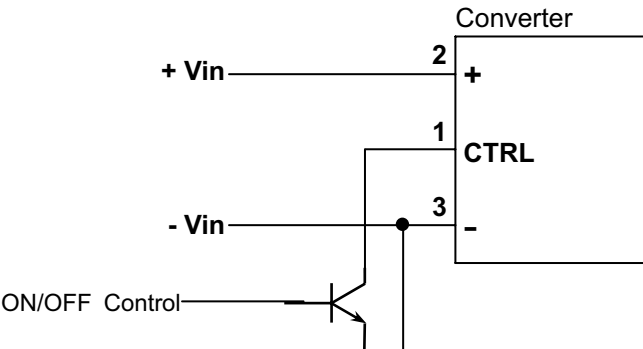 Converter
+ Vin 2 +
1 CTRL
- Vin 3 -
ON/OFF Control